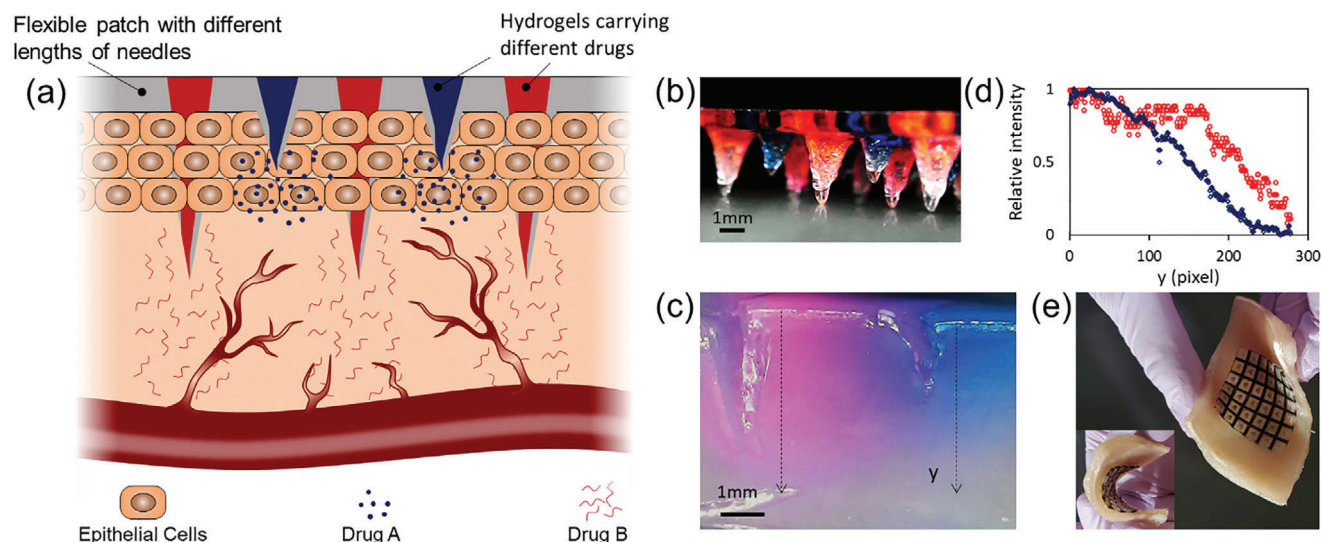 Flexible patch with different
lengths of needles
Hydrogels carrying
different drugs
(a)
Epithelial Cells
Drug A
Drug B
(b)
1mm
(c)
y
1mm
(d)
Relative intensity
1
0.5
0
0
100
200
300
y (pixel)
(e)